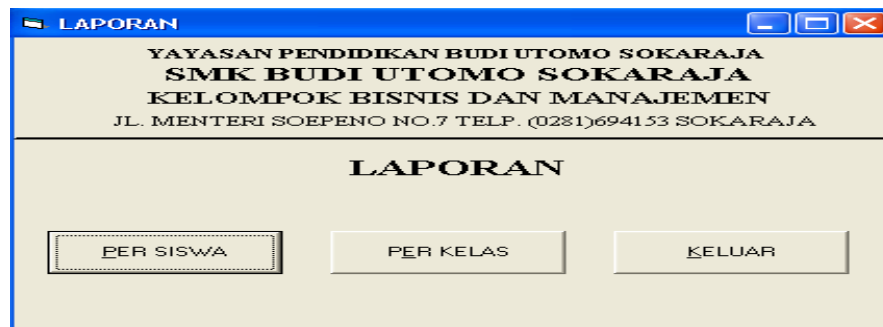 LAPORAN
YAYASAN PENDIDIKAN BUDI UTOMO SOKARAJA
SMK BUDI UTOMO SOKARAJA
KELOMPOK BISNIS DAN MANAJEMEN
JL. MENTERI SOEPENO NO.7 TELP. (0281)694153 SOKARAJA
LAPORAN
PER SISWA PER KELAS KELUAR